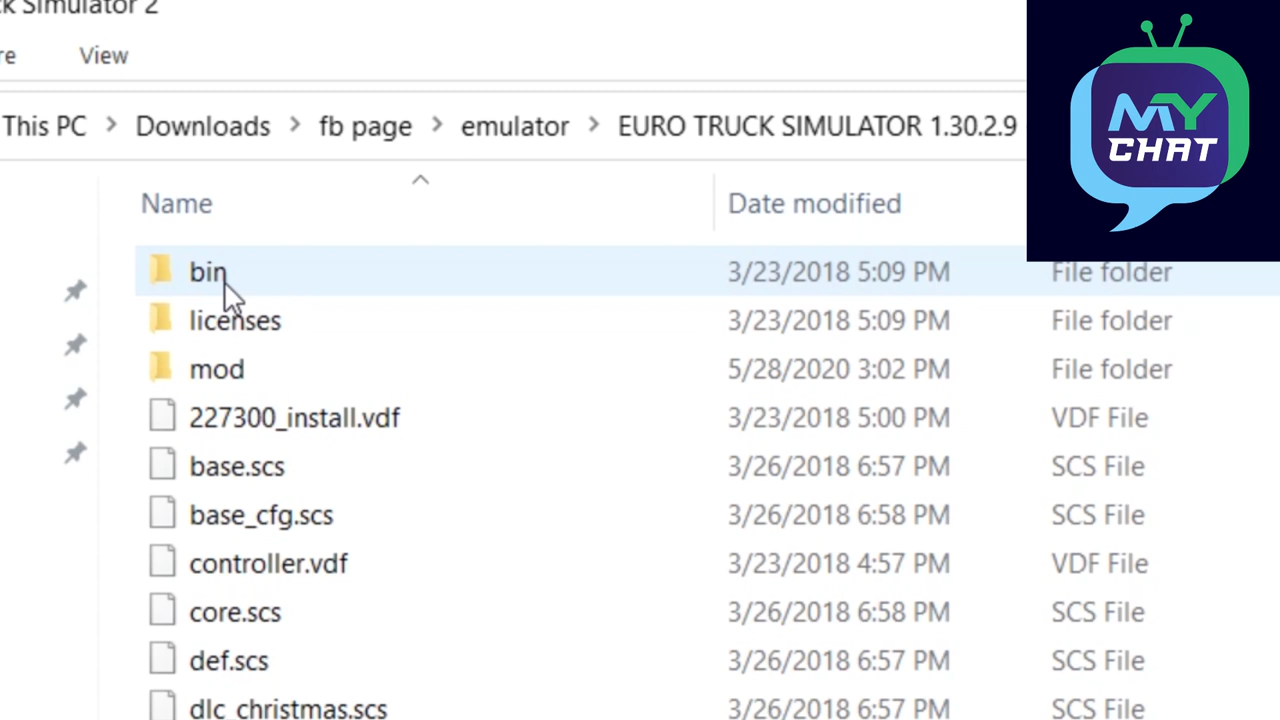 ck Simulator 2
re View
This PC > Downloads > fb page > emulator > EURO TRUCK SIMULATOR 1.30.2.9
MY
CHAT
Name Date modified
bin 3/23/2018 5:09 PM File folder
licenses 3/23/2018 5:09 PM File folder
mod 5/28/2020 3:02 PM File folder
227300_install.vdf 3/23/2018 5:00 PM VDF File
base.scs 3/26/2018 6:57 PM SCS File
base_cfg.scs 3/26/2018 6:58 PM SCS File
controller.vdf 3/23/2018 4:57 PM VDF File
core.scs 3/26/2018 6:58 PM SCS File
def.scs 3/26/2018 6:57 PM SCS File
dlc_christmas.scs 3/26/2018 6:57 PM SCS File